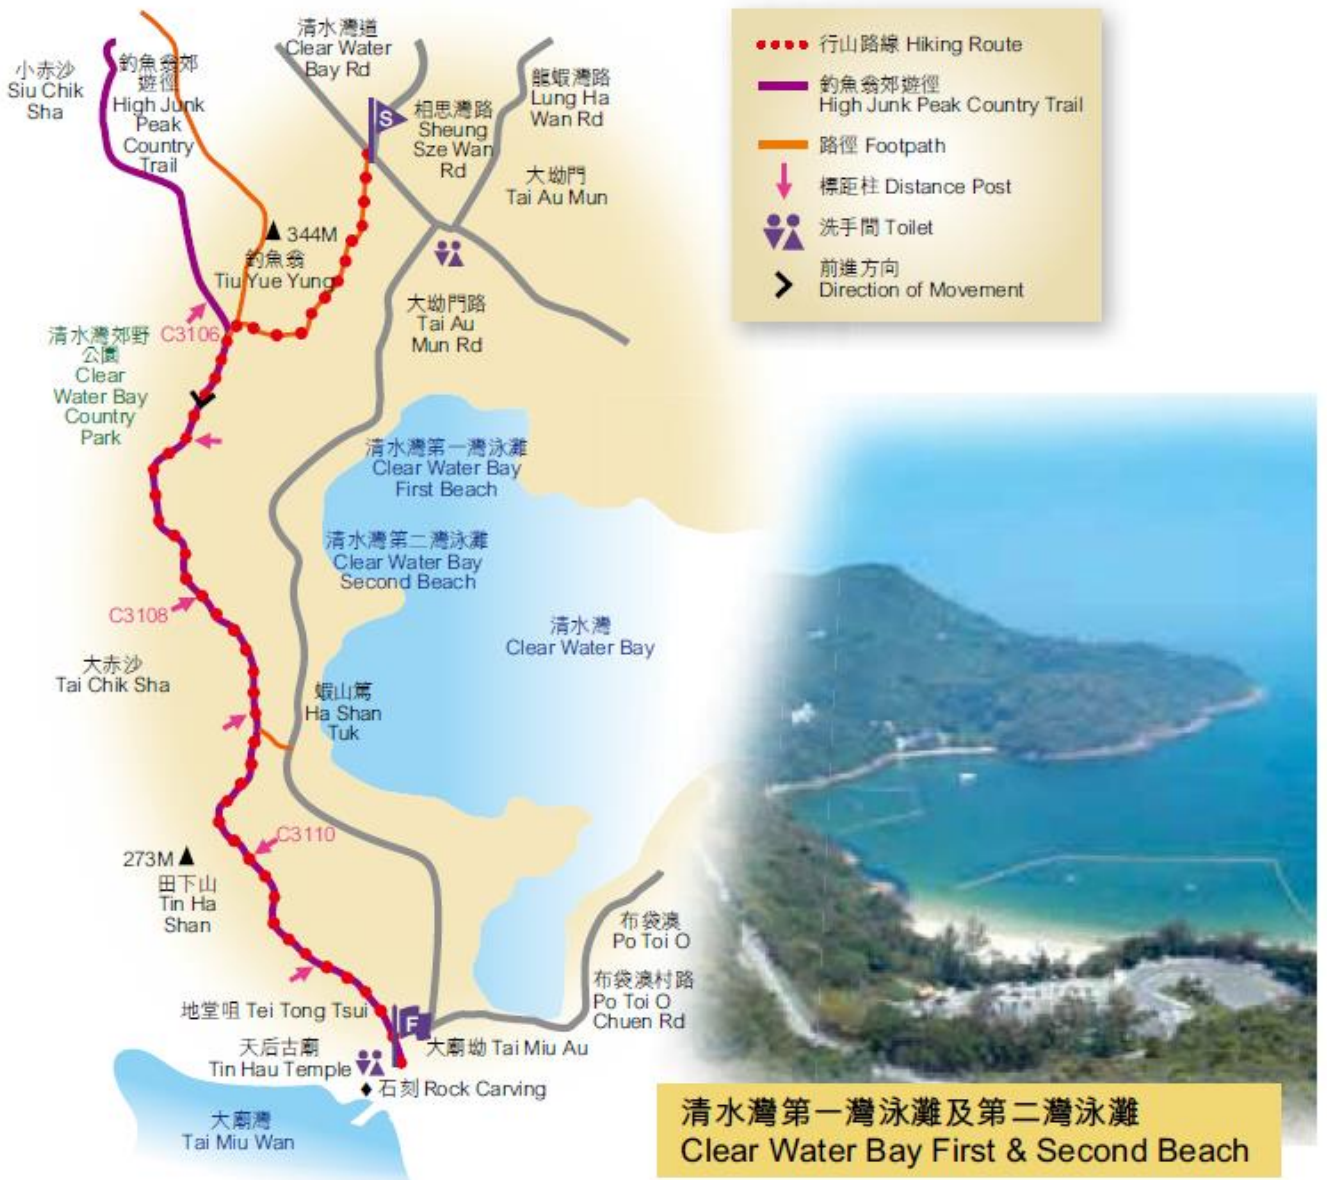 清水灣道
Clear Water
Bay Rd
小赤沙
Siu Chik
Sha
釣魚翁郊
遊徑
High Junk
Peak
Country
Trail
S
相思灣路
Sheung
Sze Wan
Rd
龍蝦灣路
Lung Ha
Wan Rd
大坳門
Tai Au Mun
344M
釣魚翁
Tiu Yue Yung
大坳門路
Tai Au
Mun Rd
C3106
清水灣郊野
公園
Clear
Water Bay
Country
Park
清水灣第一灣泳灘
Clear Water Bay
First Beach
清水灣第二灣泳灘
Clear Water Bay
Second Beach
清水灣
Clear Water Bay
C3108
大赤沙
Tai Chik Sha
蝦山篤
Ha Shan
Tuk
C3110
273M
田下山
Tin Ha
Shan
布袋澳
Po Toi O
布袋澳村路
Po Toi O
Chuen Rd
地堂咀 Tei Tong Tsui
F
大廟坳 Tai Miu Au
天后古廟
Tin Hau Temple
石刻 Rock Carving
大廟灣
Tai Miu Wan
行山路線 Hiking Route
釣魚翁郊遊徑
High Junk Peak Country Trail
路徑 Footpath
標距柱 Distance Post
洗手間 Toilet
前進方向
Direction of Movement
清水灣第一灣泳灘及第二灣泳灘
Clear Water Bay First & Second Beach